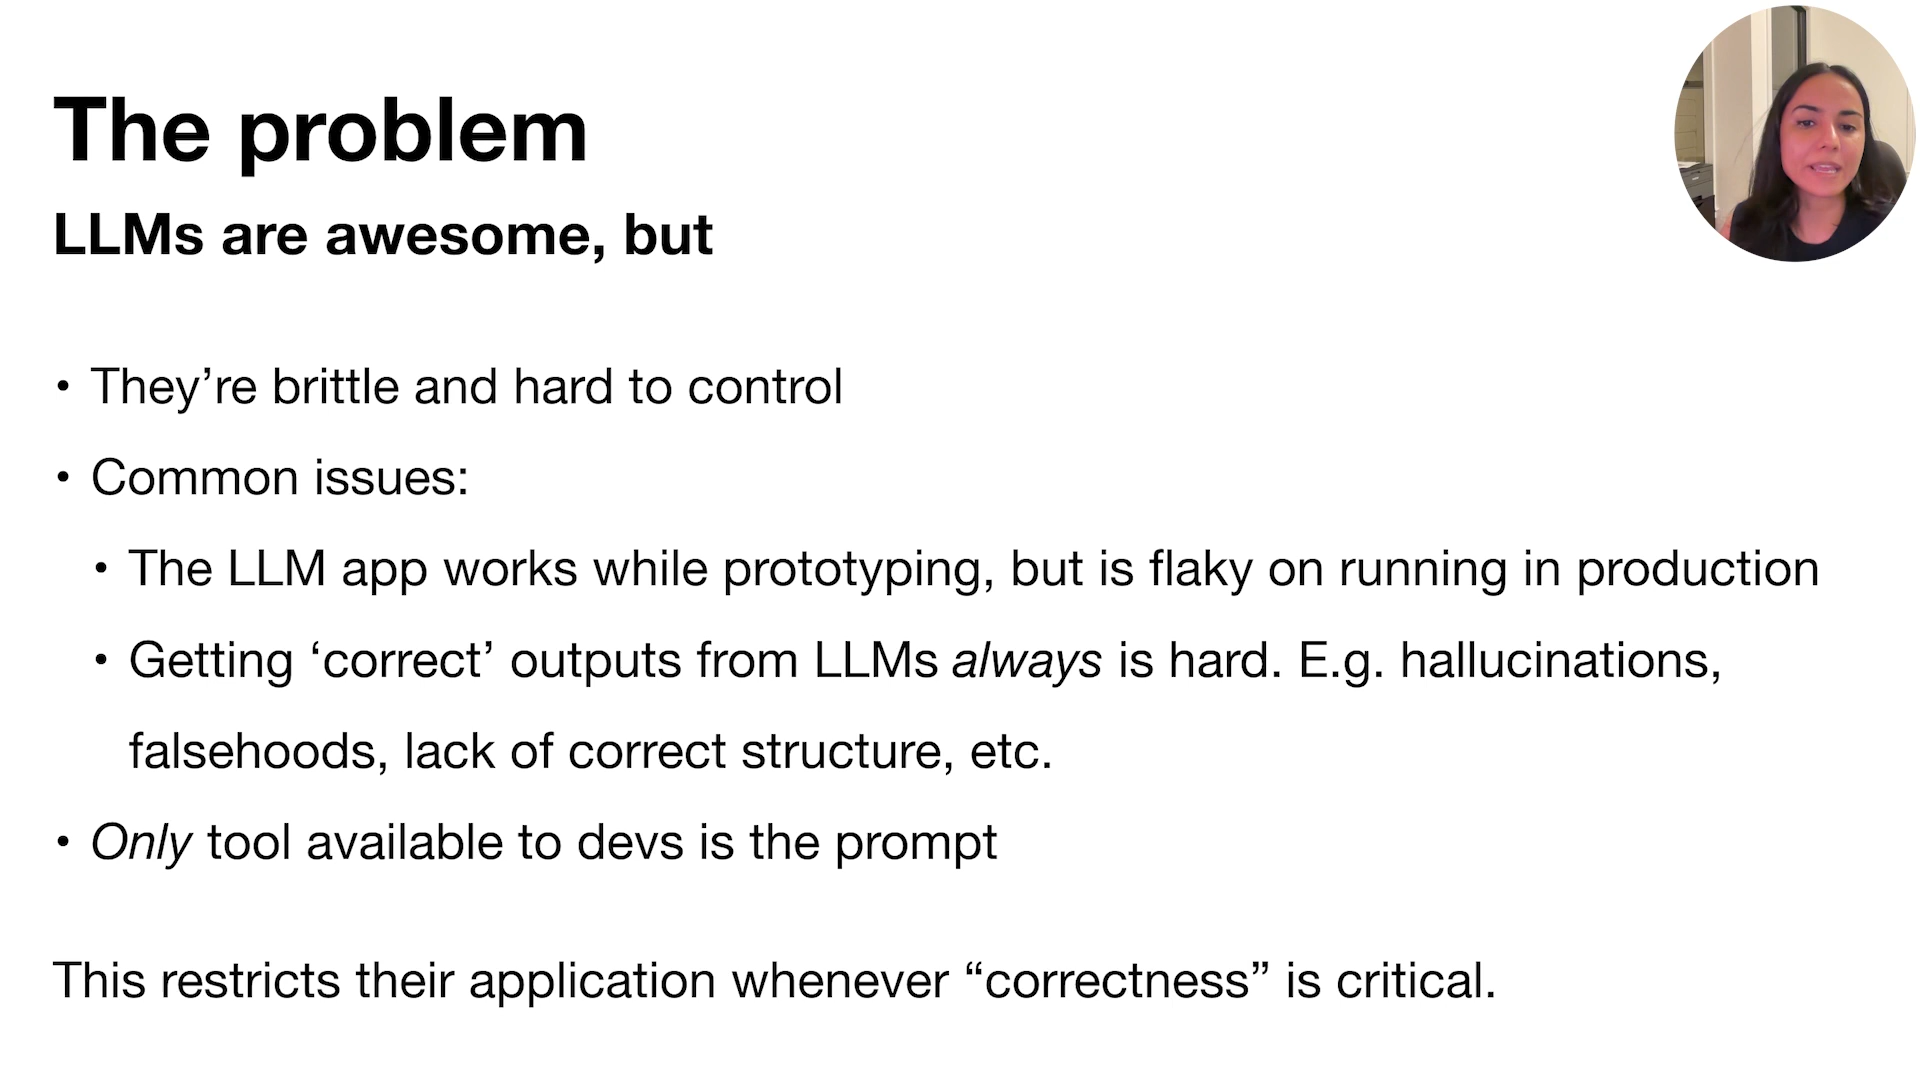 The problem
LLMs are awesome, but
• They’re brittle and hard to control
• Common issues:
• The LLM app works while prototyping, but is flaky on running in production
• Getting ‘correct’ outputs from LLMs always is hard. E.g. hallucinations,
falsehoods, lack of correct structure, etc.
• Only tool available to devs is the prompt
This restricts their application whenever “correctness” is critical.